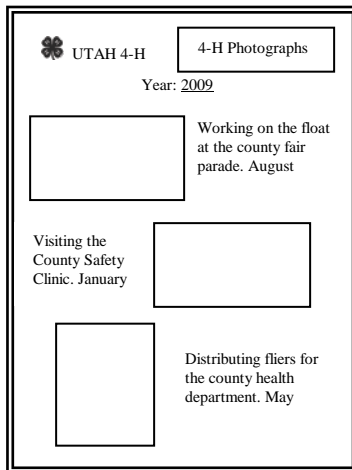 UTAH 4-H
4-H Photographs
Year: 2009
Working on the float
at the county fair
parade. August
Visiting the
County Safety
Clinic. January
Distributing fliers for
the county health
department. May